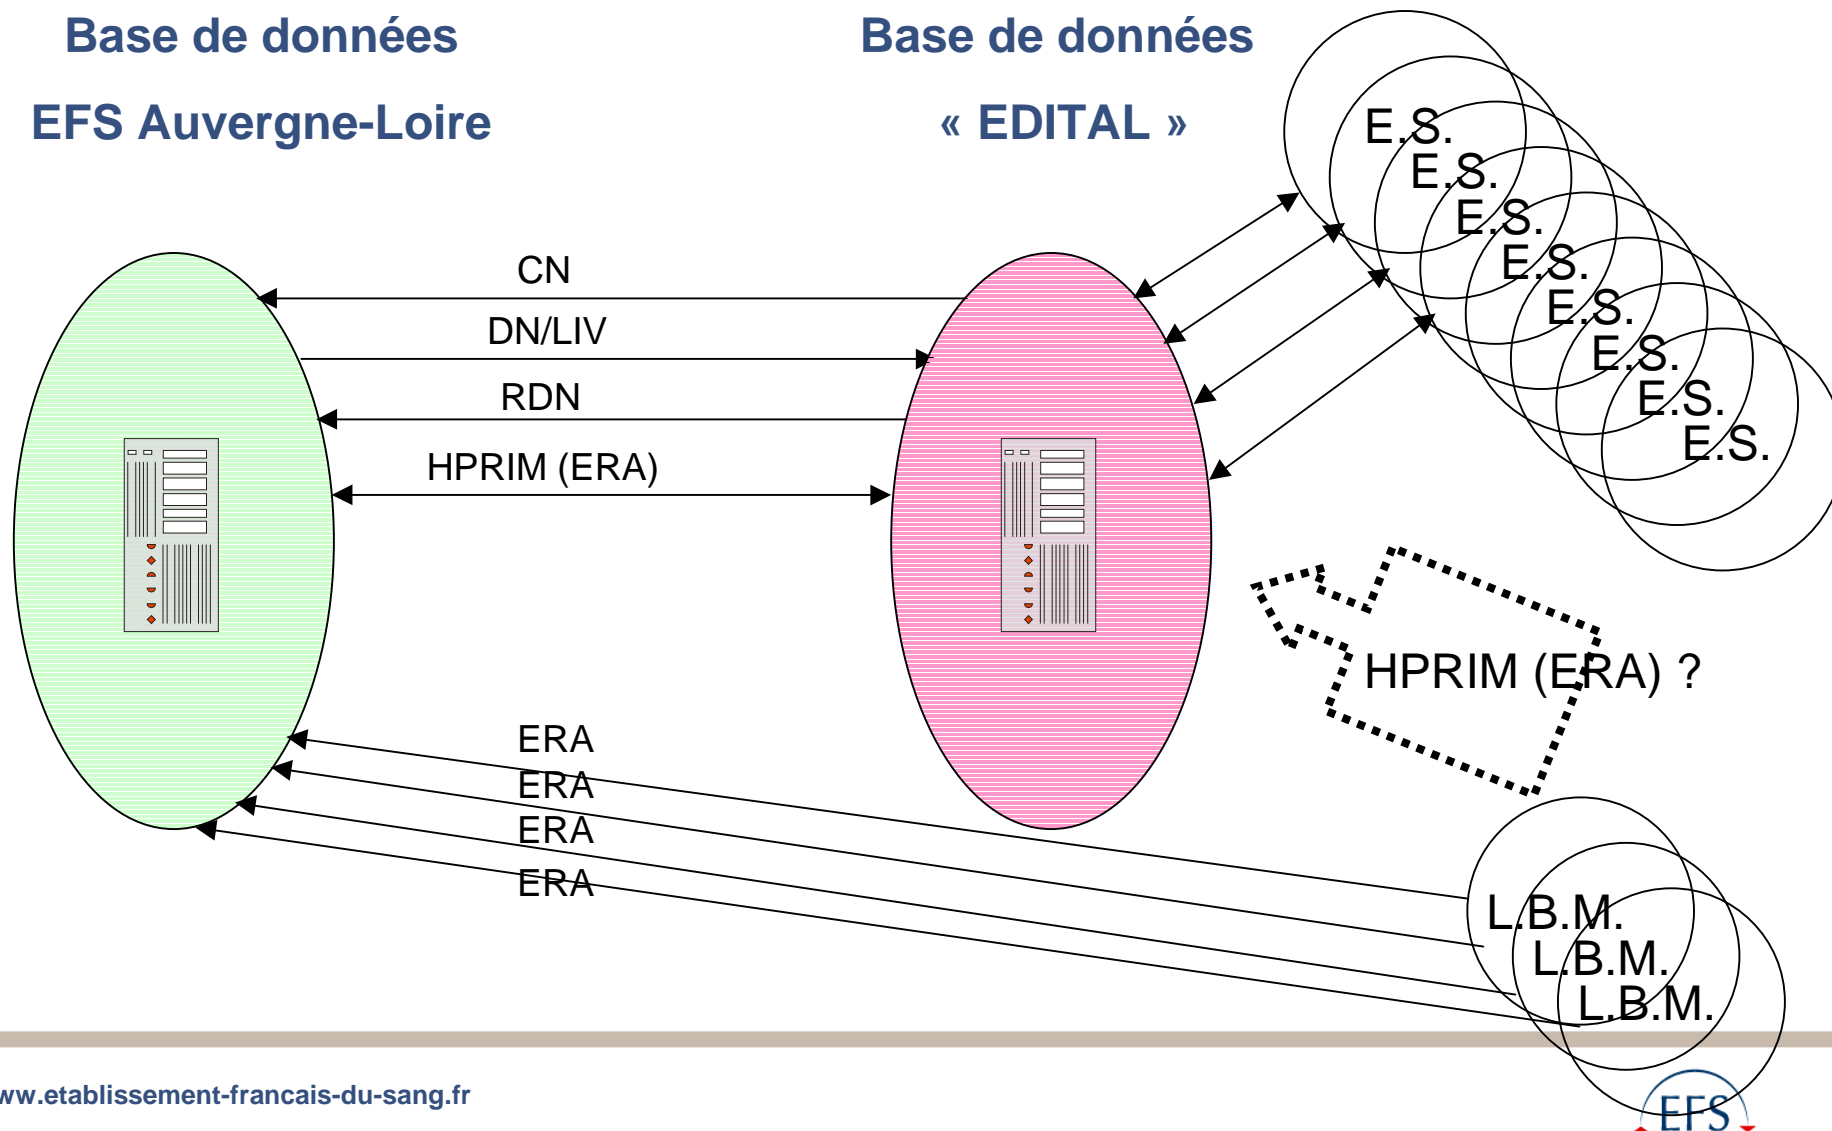 Base de données
EFS Auvergne-Loire
Base de données
« EDITAL »
E.S.
E.S.
E.S.
E.S.
E.S.
E.S.
E.S.
E.S.
CN
DN/LIV
RDN
HPRIM (ERA)
HPRIM (ERA) ?
ERA
ERA
ERA
ERA
L.B.M.
L.B.M.
L.B.M.
ww.etablissement-francais-du-sang.fr
EFS